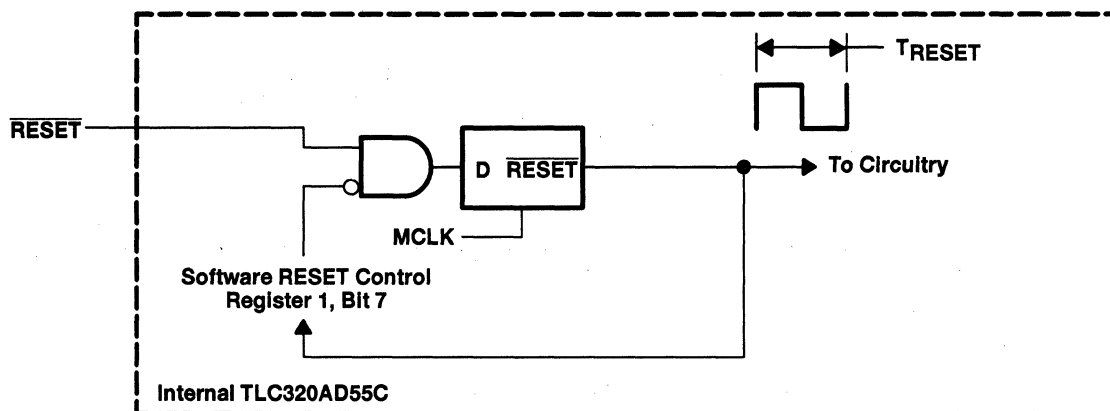 TRESET
RESET
D RESET
To Circuitry
MCLK
Software RESET Control
Register 1, Bit 7
Internal TLC320AD55C